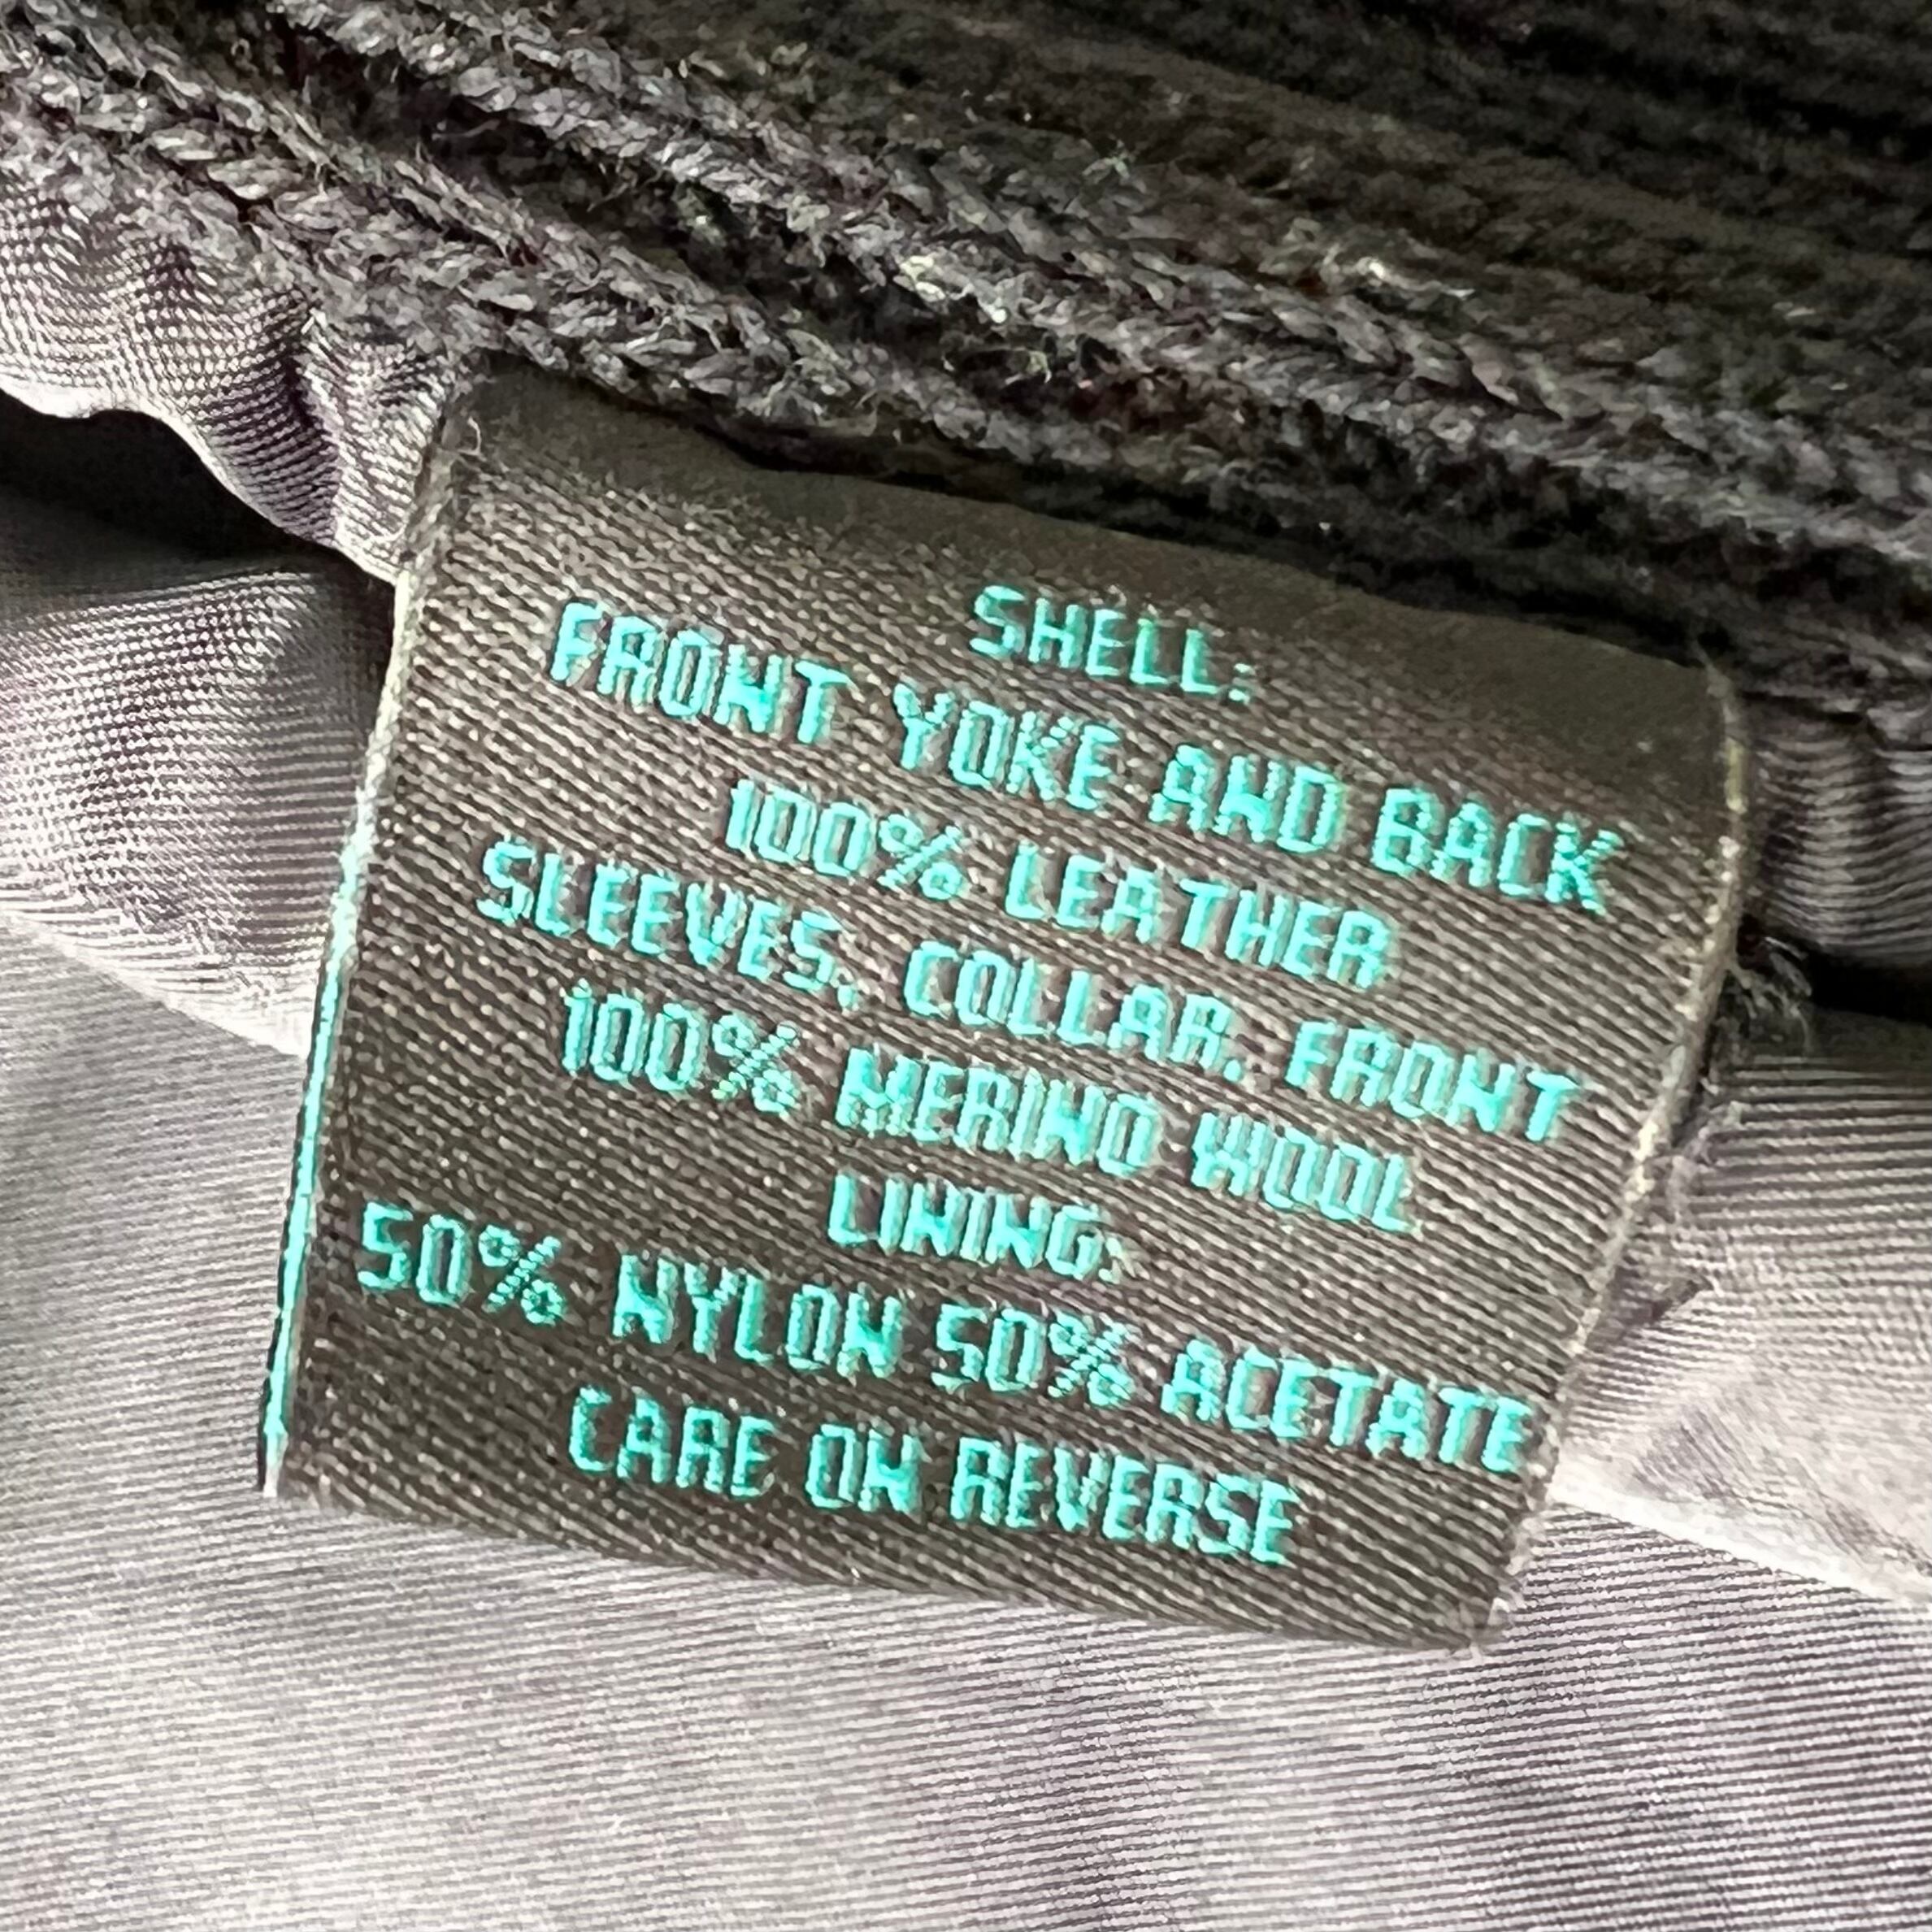 SHELL:
FRONT YOKE AND BACK
100% LEATHER
SLEEVES, COLLAR, FRONT
100% MERINO WOOL
LINING:
50% NYLON 50% ACETATE
CARE ON REVERSE